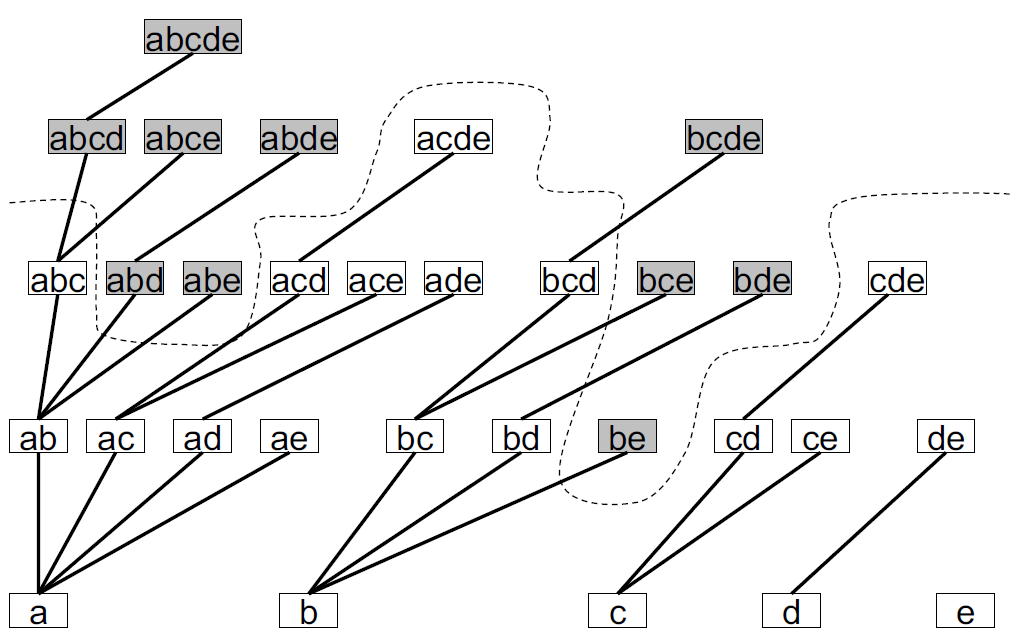 abcde
abcd abce abde acde bcde
abc abd abe acd ace ade bcd bce bde cde
ab ac ad ae bc bd be cd ce de
a b c d e